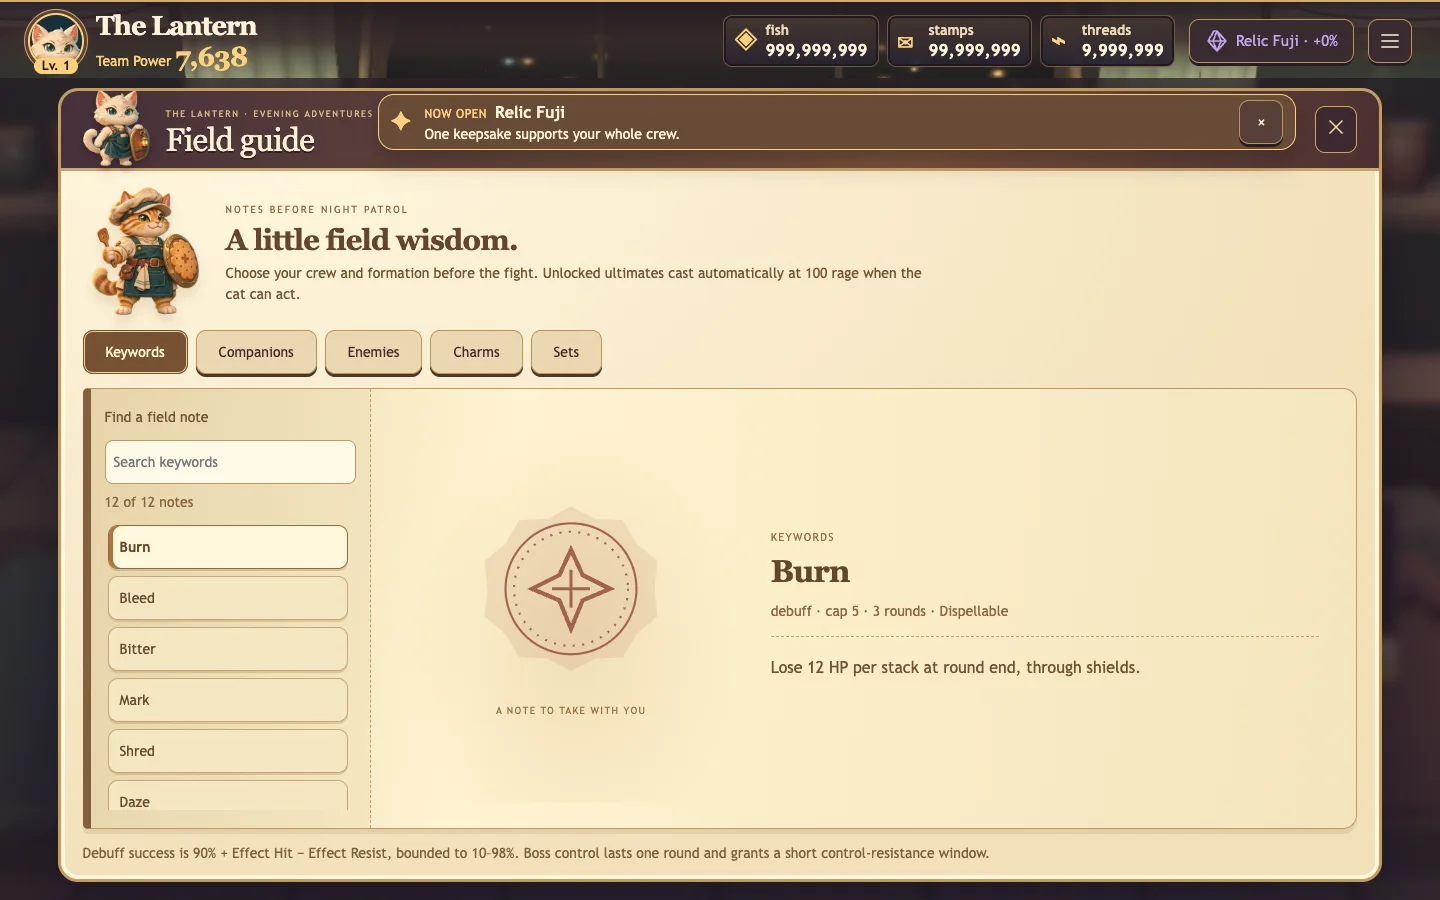 The Lantern
Lv. 1
Team Power 7,638
fish
999,999,999
stamps
99,999,999
threads
9,999,999
Relic Fuji · +0%
THE LANTERN · EVENING ADVENTURES
Field guide
NOW OPEN Relic Fuji
One keepsake supports your whole crew.
NOTES BEFORE NIGHT PATROL
A little field wisdom.
Choose your crew and formation before the fight. Unlocked ultimates cast automatically at 100 rage when the
cat can act.
Keywords
Companions
Enemies
Charms
Sets
Find a field note
Search keywords
12 of 12 notes
Burn
Bleed
Bitter
Mark
Shred
Daze
A NOTE TO TAKE WITH YOU
KEYWORDS
Burn
debuff · cap 5 · 3 rounds · Dispellable
Lose 12 HP per stack at round end, through shields.
Debuff success is 90% + Effect Hit − Effect Resist, bounded to 10–98%. Boss control lasts one round and grants a short control-resistance window.